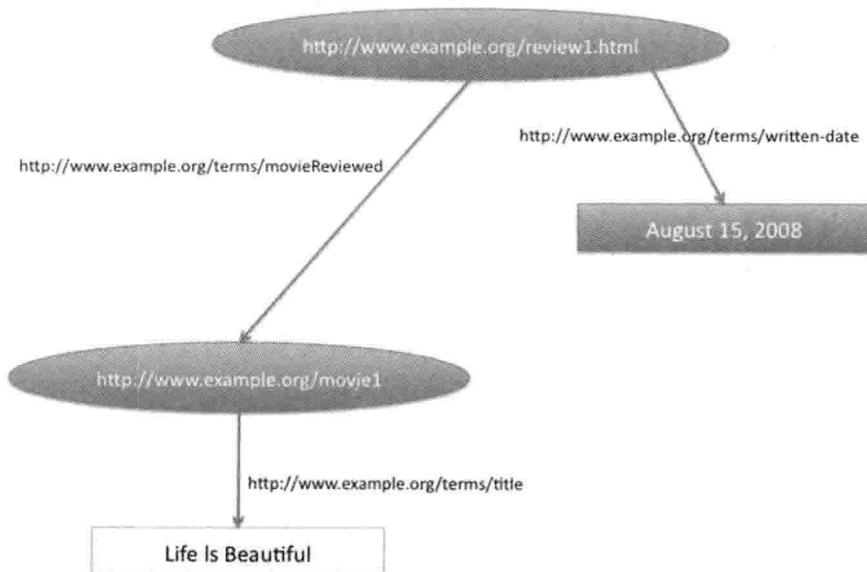 http://www.example.org/review1.html
http://www.example.org/terms/written-date
http://www.example.org/terms/movieReviewed
August 15, 2008
http://www.example.org/movie1
http://www.example.org/terms/title
Life Is Beautiful